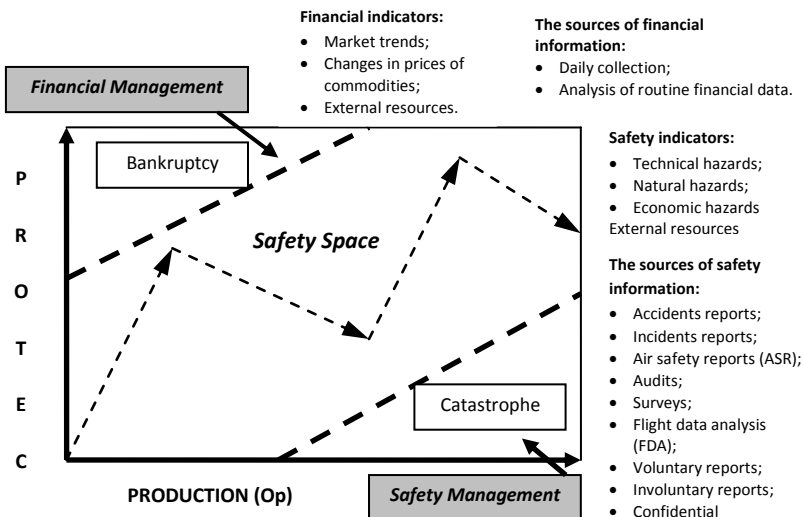 Financial indicators:
• Market trends;
• Changes in prices of
commodities;
• External resources.
The sources of financial
information:
• Daily collection;
• Analysis of routine financial data.
Financial Management
Bankruptcy
Safety Space
Catastrophe
P
R
O
T
E
C
PRODUCTION (Op)
Safety Management
Safety indicators:
• Technical hazards;
• Natural hazards;
• Economic hazards
External resources
The sources of safety
information:
• Accidents reports;
• Incidents reports;
• Air safety reports (ASR);
• Audits;
• Surveys;
• Flight data analysis
(FDA);
• Voluntary reports;
• Involuntary reports;
• Confidential